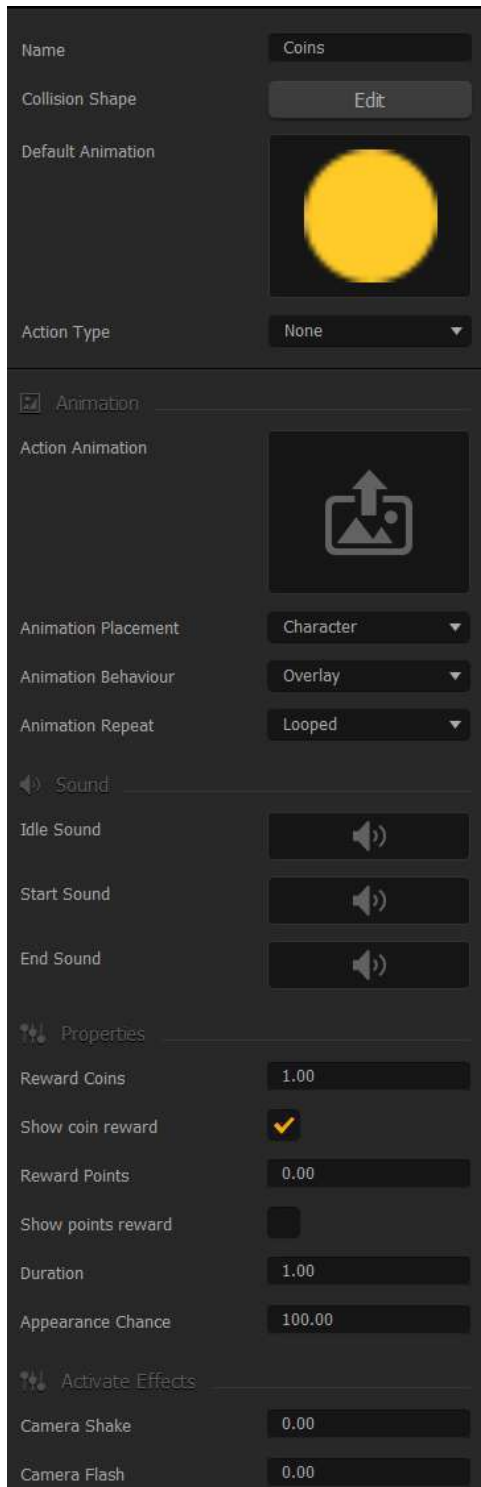 Name Coins
Collision Shape Edit
Default Animation
Action Type None
Animation
Action Animation
Animation Placement Character
Animation Behaviour Overlay
Animation Repeat Looped
Sound
Idle Sound
Start Sound
End Sound
Properties
Reward Coins 1.00
Show coin reward
Reward Points 0.00
Show points reward
Duration 1.00
Appearance Chance 100.00
Activate Effects
Camera Shake 0.00
Camera Flash 0.00